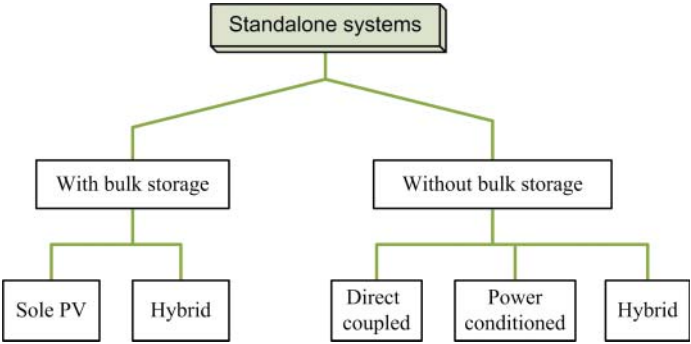 Standalone systems
With bulk storage
Without bulk storage
Sole PV
Hybrid
Direct
coupled
Power
conditioned
Hybrid